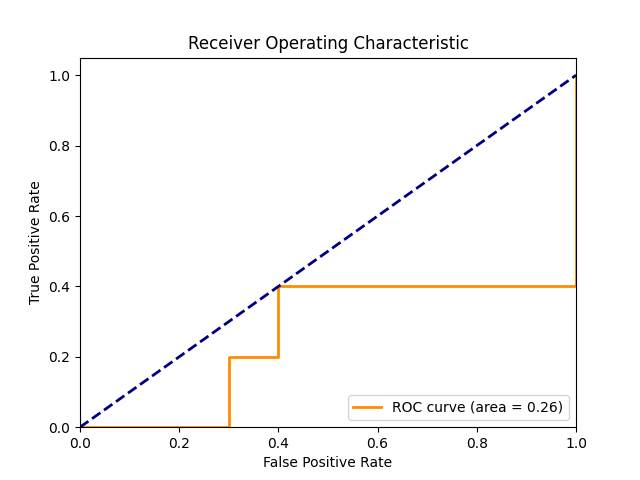 Receiver Operating Characteristic
1.0
0.8
0.6
0.4
0.2
0.0
True Positive Rate
ROC curve (area = 0.26)
0.0 0.2 0.4 0.6 0.8 1.0
False Positive Rate